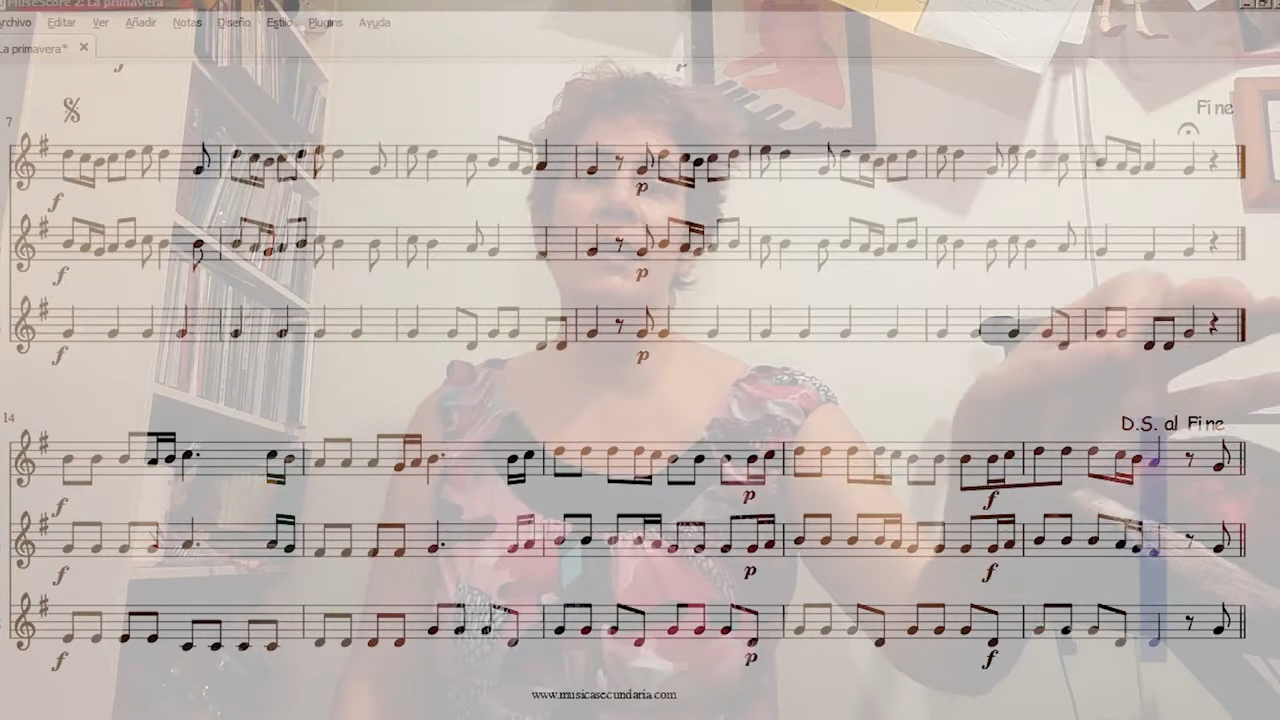 MuseScore 2: La primavera
Archivo Editar Ver Añadir Notas Diseño Estilo Plugins Ayuda
La primavera*
7
Fine
f
p
f
p
f
p
14
D.S. al Fine
f
p
f
f
p
f
f
p
f
www.musicasecundaria.com